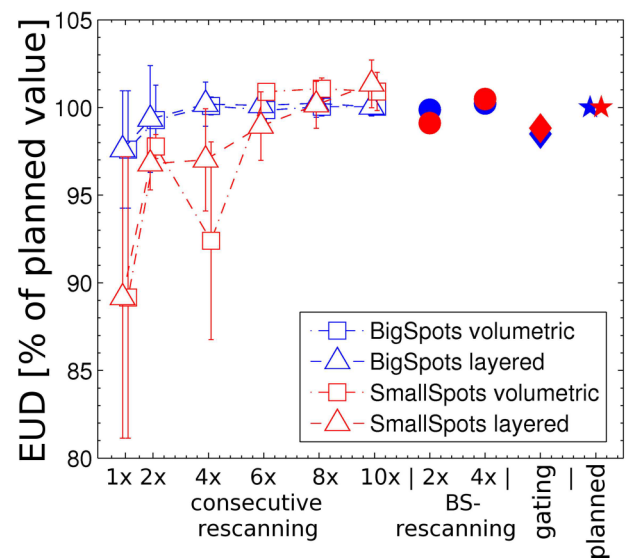 EUD [% of planned value]
105
100
95
90
85
80
BigSpots volumetric
BigSpots layered
SmallSpots volumetric
SmallSpots layered
1x 2x 4x 6x 8x 10x | 2x 4x | gating | planned
consecutive rescanning
BS-rescanning